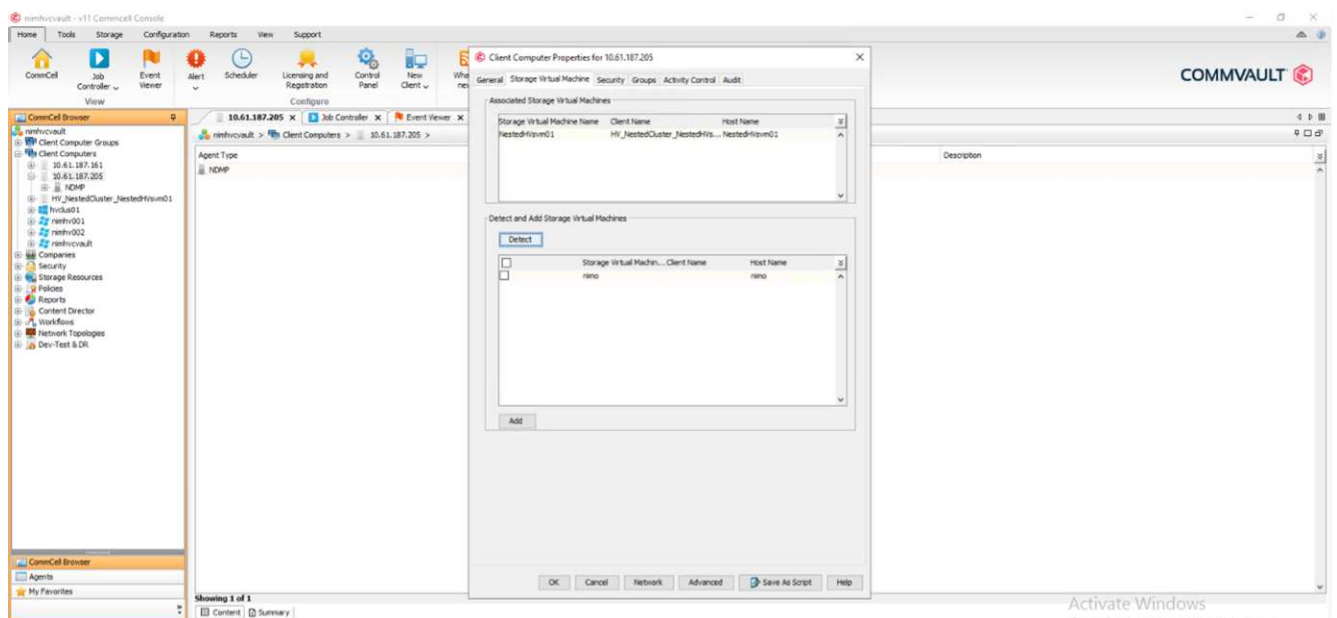 nimhvcvault - v11 Commcell Console
Home Tools Storage Configuration Reports View Support
CommCell
Job Controller
Event Viewer
Alert
Scheduler
Licensing and Registration
Control Panel
New Client
View
Configure
COMMVAULT
CommCell Browser
nimhvcvault
Client Computer Groups
Client Computers
10.61.187.161
10.61.187.205
NDMP
HV_NestedCluster_NestedHVsvm01
hvdus01
nimhv001
nimhv002
nimhvcvault
Companies
Security
Storage Resources
Policies
Reports
Content Director
Workflows
Network Topologies
Dev-Test & DR
CommCell Browser
Agents
My Favorites
10.61.187.205 Job Controller Event Viewer
nimhvcvault > Client Computers > 10.61.187.205 >
Agent Type
Description
NDMP
Showing 1 of 1
Content Summary
Client Computer Properties for 10.61.187.205
General Storage Virtual Machine Security Groups Activity Control Audit
Associated Storage Virtual Machines
Storage Virtual Machine Name Client Name Host Name
NestedHVsvm01 HV_NestedCluster_NestedHVs... NestedHVsvm01
Detect and Add Storage Virtual Machines
Detect
Storage Virtual Machin... Client Name Host Name
nimo nimo
Add
OK Cancel Network Advanced Save As Script Help
Activate Windows